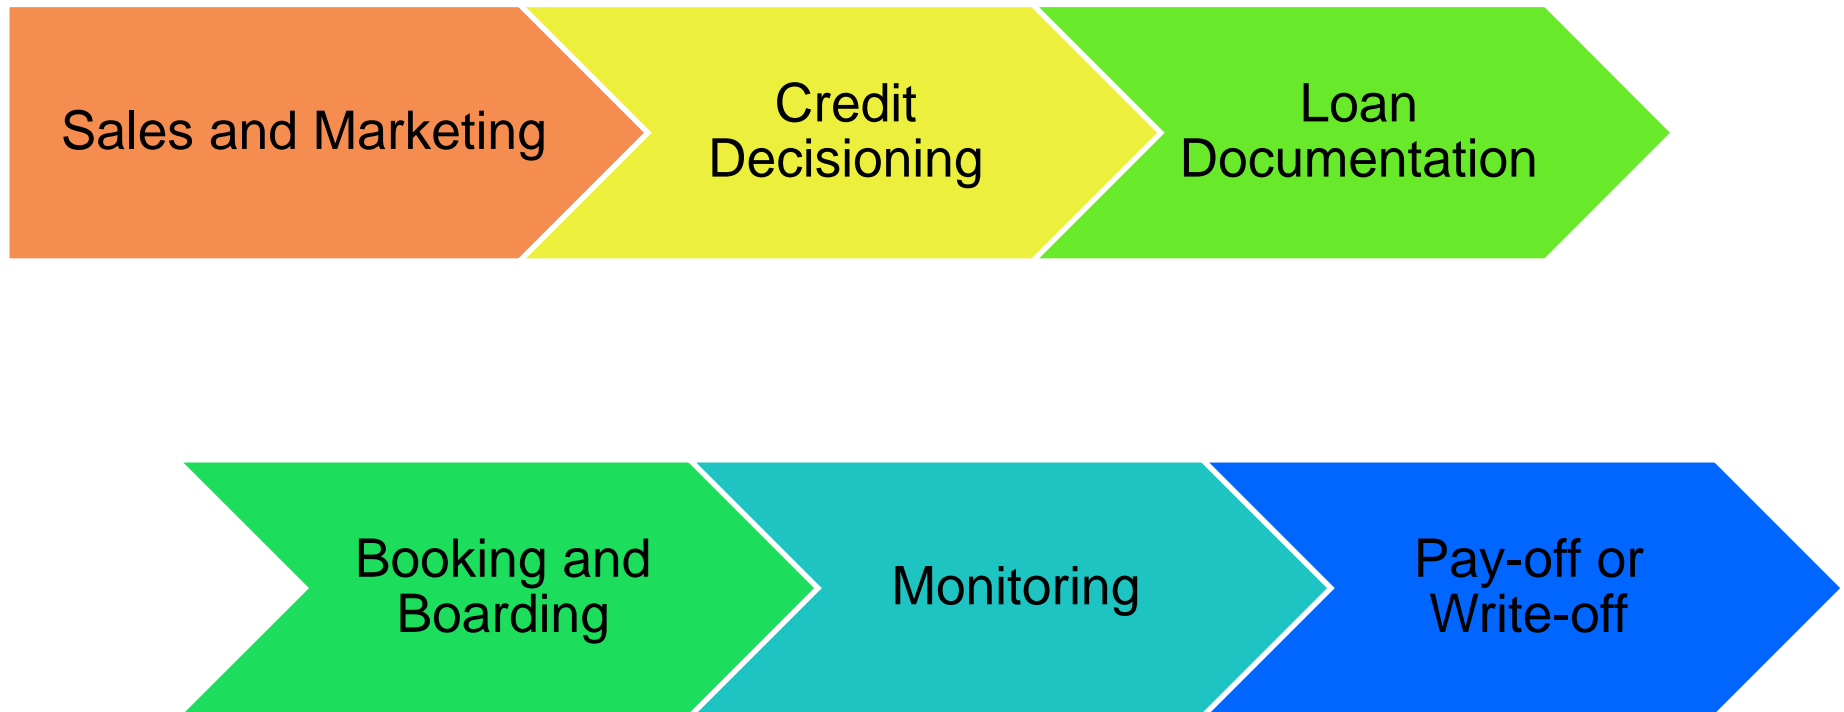 Sales and Marketing
Credit
Decisioning
Loan
Documentation
Booking and
Boarding
Monitoring
Pay-off or
Write-off